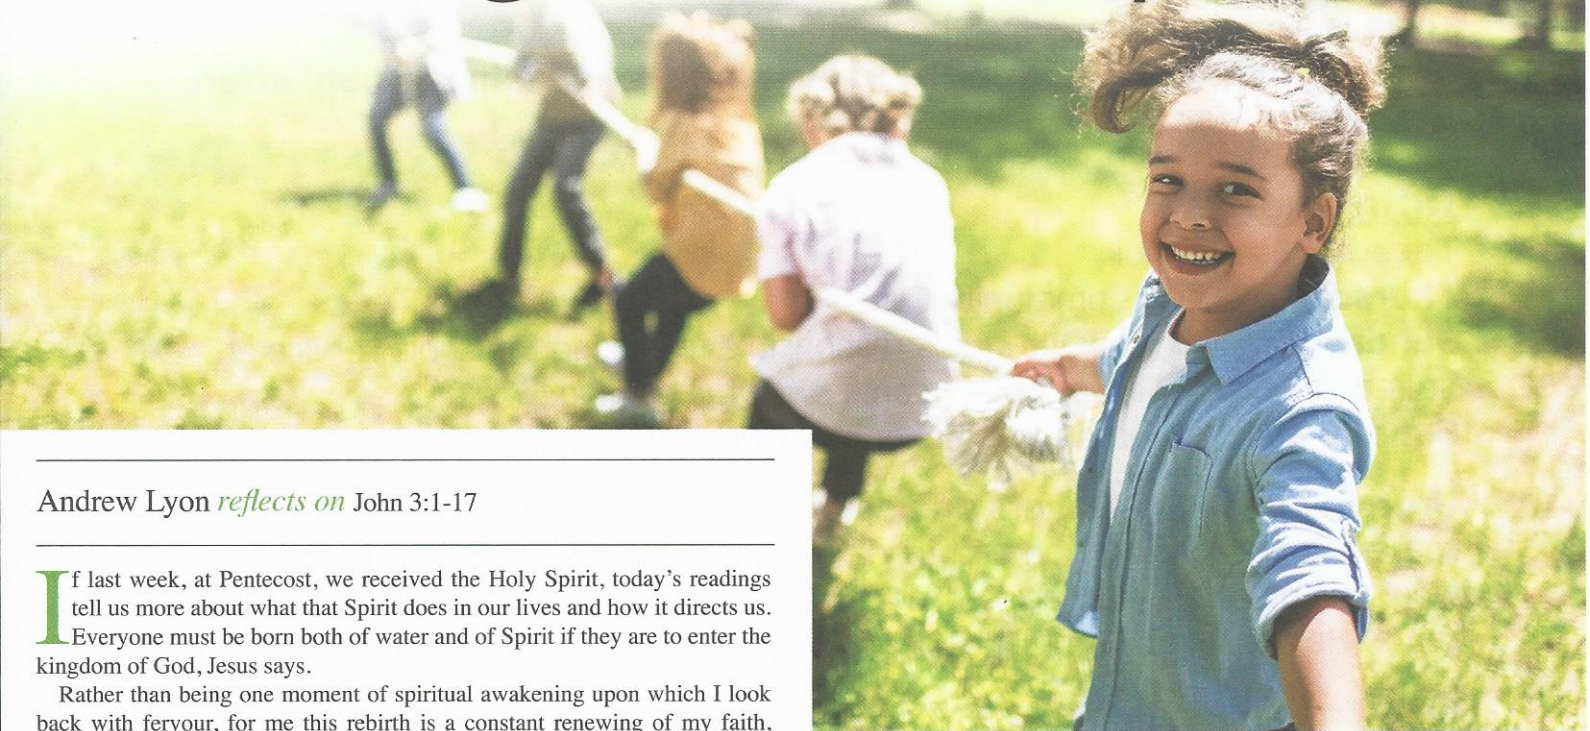 Andrew Lyon reflects on John 3:1-17
If last week, at Pentecost, we received the Holy Spirit, today’s readings
tell us more about what that Spirit does in our lives and how it directs us.
Everyone must be born both of water and of Spirit if they are to enter the
kingdom of God, Jesus says.
Rather than being one moment of spiritual awakening upon which I look
back with fervour, for me this rebirth is a constant renewing of my faith,